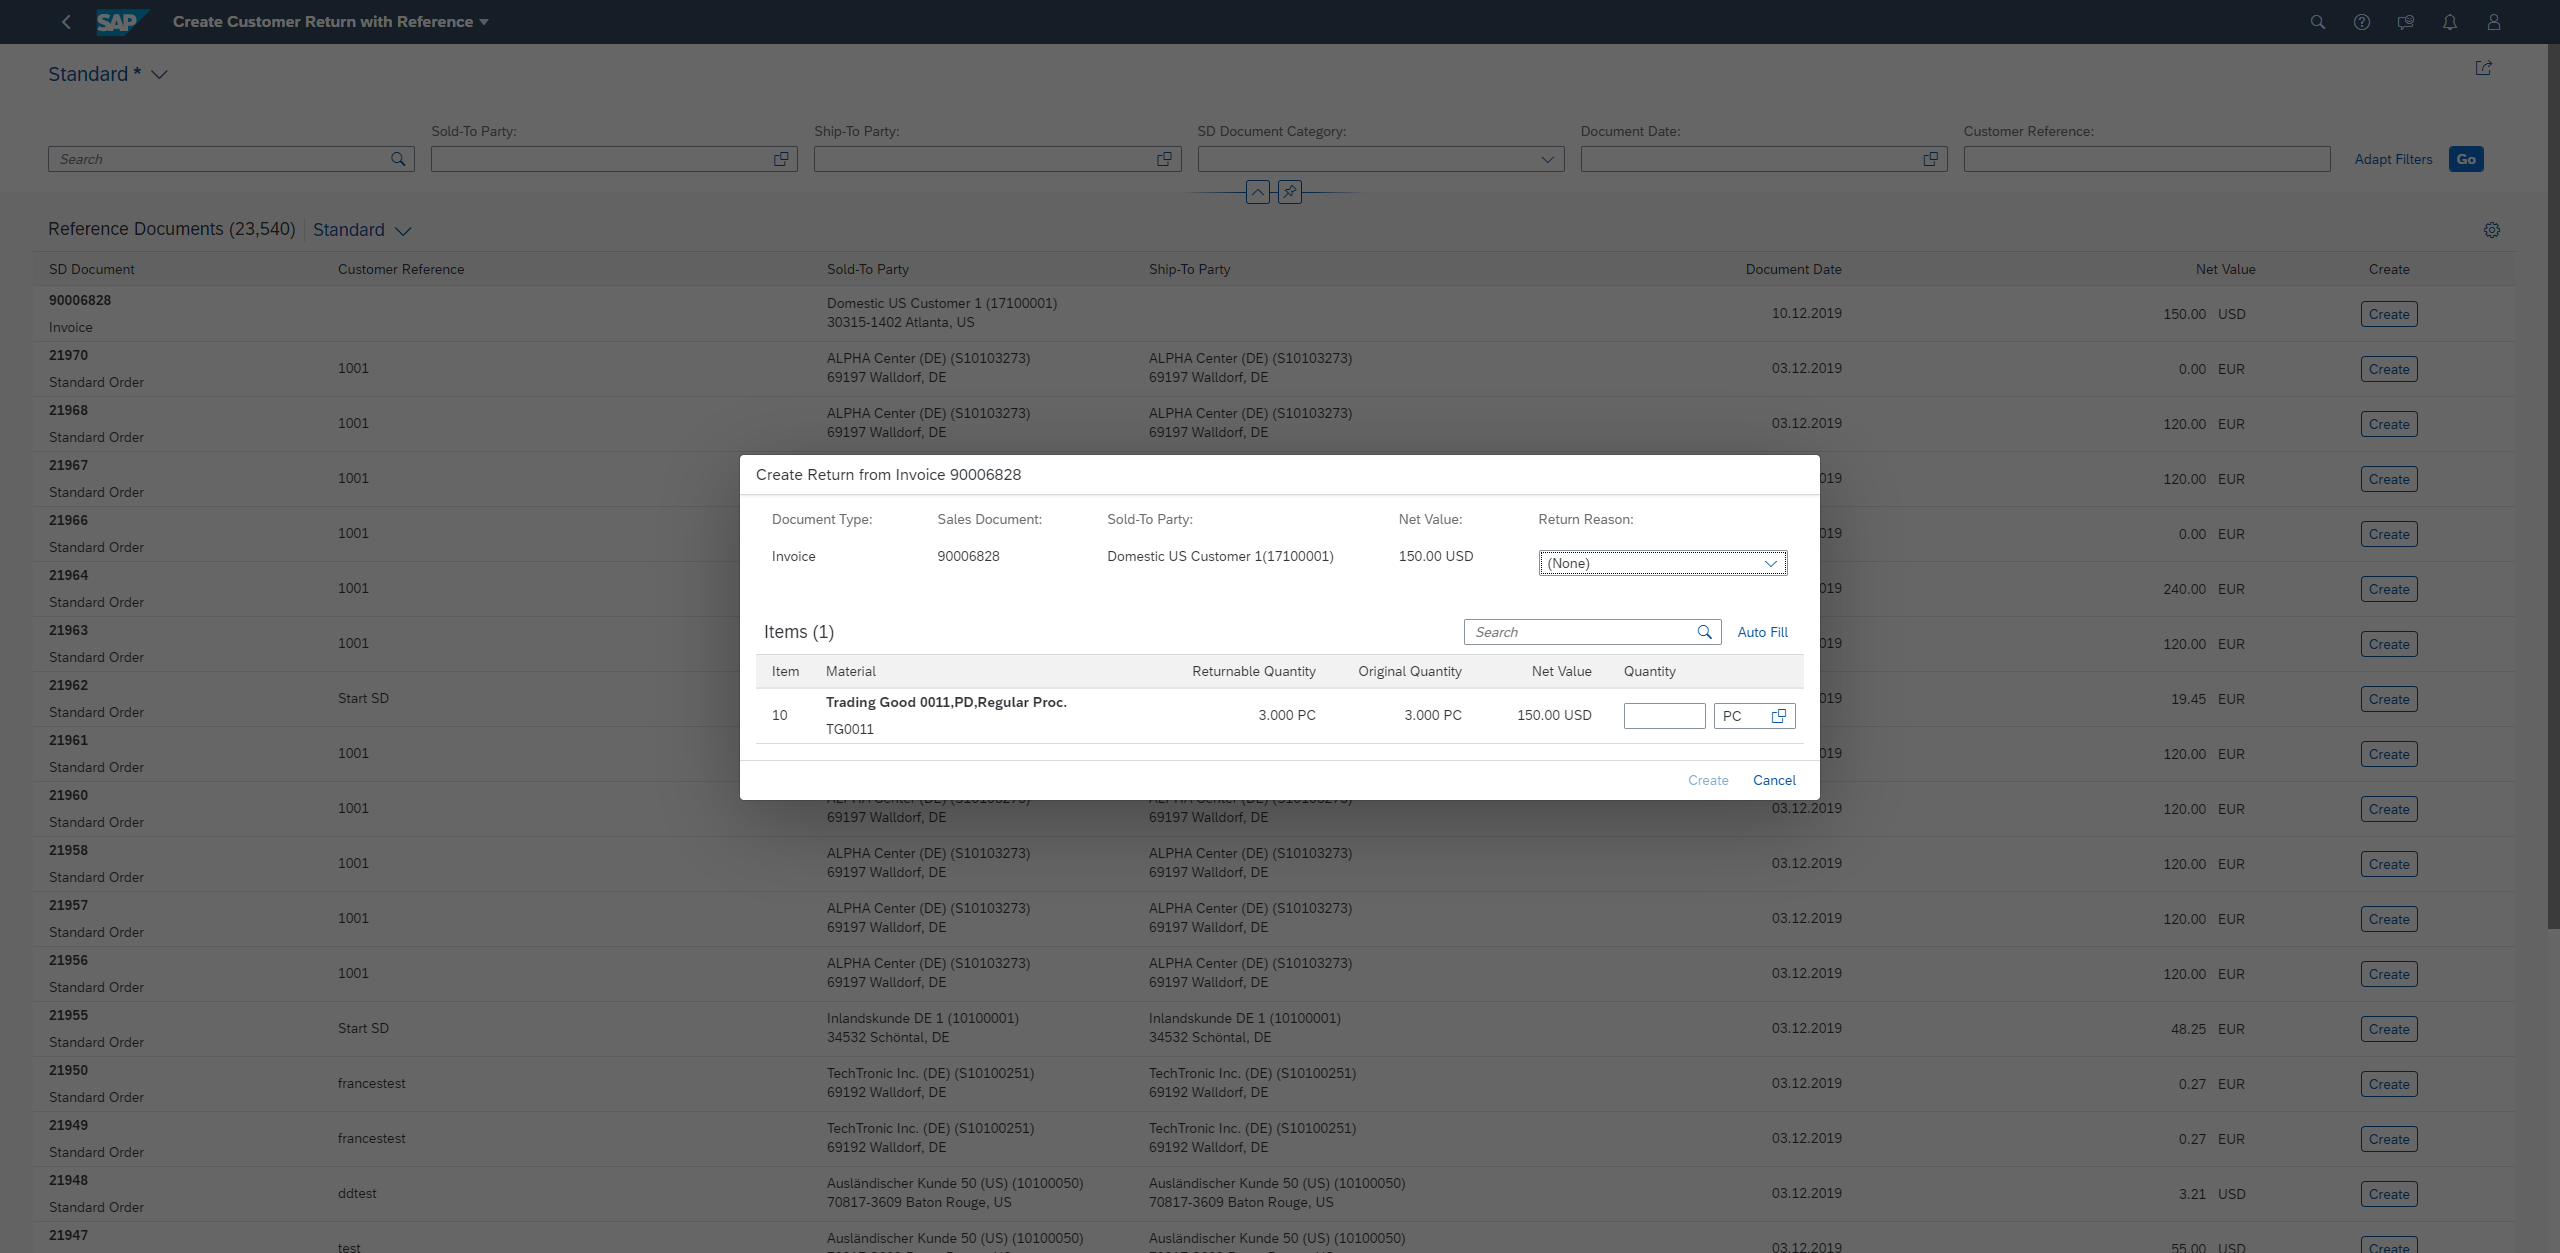 SAP Create Customer Return with Reference
Standard *
Sold-To Party: Ship-To Party: SD Document Category: Document Date: Customer Reference:
Search Adapt Filters Go
Reference Documents (23,540) Standard
SD Document Customer Reference Sold-To Party Ship-To Party Document Date Net Value Create
90006828
Invoice
Domestic US Customer 1 (17100001)
30315-1402 Atlanta, US
10.12.2019 150.00 USD Create
21970
Standard Order
1001
ALPHA Center (DE) (S10103273)
69197 Walldorf, DE
ALPHA Center (DE) (S10103273)
69197 Walldorf, DE
03.12.2019 0.00 EUR Create
21968
Standard Order
1001
ALPHA Center (DE) (S10103273)
69197 Walldorf, DE
ALPHA Center (DE) (S10103273)
69197 Walldorf, DE
03.12.2019 120.00 EUR Create
21967
Standard Order
1001
19 120.00 EUR Create
21966
Standard Order
1001
19 0.00 EUR Create
21964
Standard Order
1001
19 240.00 EUR Create
21963
Standard Order
1001
19 120.00 EUR Create
21962
Standard Order
Start SD
19 19.45 EUR Create
21961
Standard Order
1001
19 120.00 EUR Create
Create Return from Invoice 90006828
Document Type: Sales Document: Sold-To Party: Net Value: Return Reason:
Invoice 90006828 Domestic US Customer 1(17100001) 150.00 USD (None)
Items (1) Search Auto Fill
Item Material Returnable Quantity Original Quantity Net Value Quantity
10
Trading Good 0011,PD,Regular Proc.
TG0011
3.000 PC 3.000 PC 150.00 USD PC
Create Cancel
21960
Standard Order
1001
ALPHA Center (DE) (S10103273)
69197 Walldorf, DE
ALPHA Center (DE) (S10103273)
69197 Walldorf, DE
03.12.2019 120.00 EUR Create
21958
Standard Order
1001
ALPHA Center (DE) (S10103273)
69197 Walldorf, DE
ALPHA Center (DE) (S10103273)
69197 Walldorf, DE
03.12.2019 120.00 EUR Create
21957
Standard Order
1001
ALPHA Center (DE) (S10103273)
69197 Walldorf, DE
ALPHA Center (DE) (S10103273)
69197 Walldorf, DE
03.12.2019 120.00 EUR Create
21956
Standard Order
1001
ALPHA Center (DE) (S10103273)
69197 Walldorf, DE
ALPHA Center (DE) (S10103273)
69197 Walldorf, DE
03.12.2019 120.00 EUR Create
21955
Standard Order
Start SD
Inlandskunde DE 1 (10100001)
34532 Schöntal, DE
Inlandskunde DE 1 (10100001)
34532 Schöntal, DE
03.12.2019 48.25 EUR Create
21950
Standard Order
francestest
TechTronic Inc. (DE) (S10100251)
69192 Walldorf, DE
TechTronic Inc. (DE) (S10100251)
69192 Walldorf, DE
03.12.2019 0.27 EUR Create
21949
Standard Order
francestest
TechTronic Inc. (DE) (S10100251)
69192 Walldorf, DE
TechTronic Inc. (DE) (S10100251)
69192 Walldorf, DE
03.12.2019 0.27 EUR Create
21948
Standard Order
ddtest
Ausländischer Kunde 50 (US) (10100050)
70817-3609 Baton Rouge, US
Ausländischer Kunde 50 (US) (10100050)
70817-3609 Baton Rouge, US
03.12.2019 3.21 USD Create
21947
test
Ausländischer Kunde 50 (US) (10100050)
Ausländischer Kunde 50 (US) (10100050)
03.12.2019 55.00 USD Create